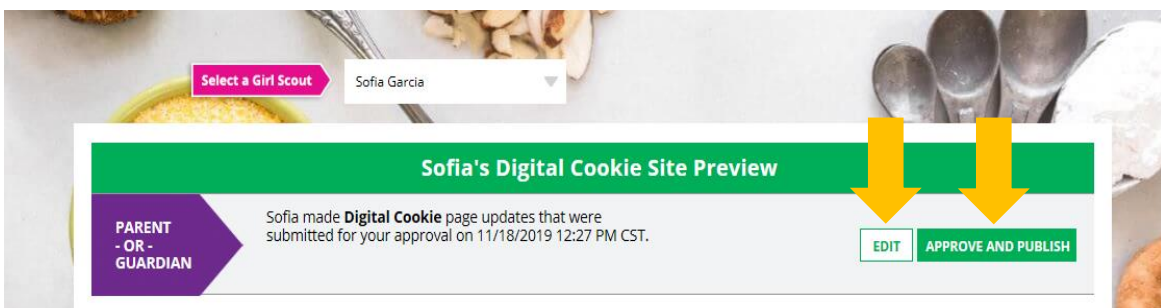 Select a Girl Scout
Sofia Garcia
Sofia's Digital Cookie Site Preview
PARENT
- OR -
GUARDIAN
Sofia made Digital Cookie page updates that were
submitted for your approval on 11/18/2019 12:27 PM CST.
EDIT
APPROVE AND PUBLISH